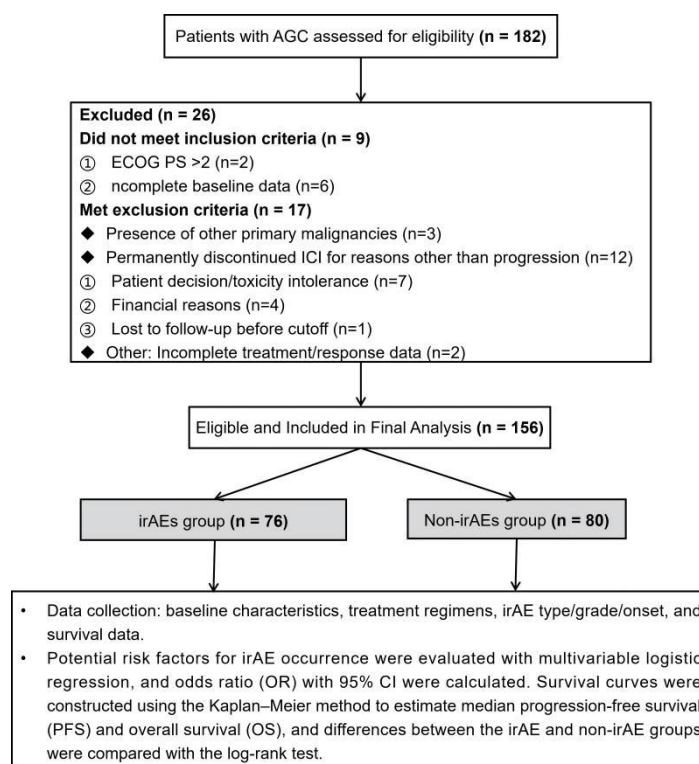 Patients with AGC assessed for eligibility (n = 182)
Excluded (n = 26)
Did not meet inclusion criteria (n = 9)
① ECOG PS >2 (n=2)
② ncomplete baseline data (n=6)
Met exclusion criteria (n = 17)
◆ Presence of other primary malignancies (n=3)
◆ Permanently discontinued ICI for reasons other than progression (n=12)
① Patient decision/toxicity intolerance (n=7)
② Financial reasons (n=4)
③ Lost to follow-up before cutoff (n=1)
◆ Other: Incomplete treatment/response data (n=2)
Eligible and Included in Final Analysis (n = 156)
irAEs group (n = 76)
Non-irAEs group (n = 80)
• Data collection: baseline characteristics, treatment regimens, irAE type/grade/onset, and
survival data.
• Potential risk factors for irAE occurrence were evaluated with multivariable logistic
regression, and odds ratio (OR) with 95% CI were calculated. Survival curves were
constructed using the Kaplan–Meier method to estimate median progression-free survival
(PFS) and overall survival (OS), and differences between the irAE and non-irAE groups
were compared with the log-rank test.